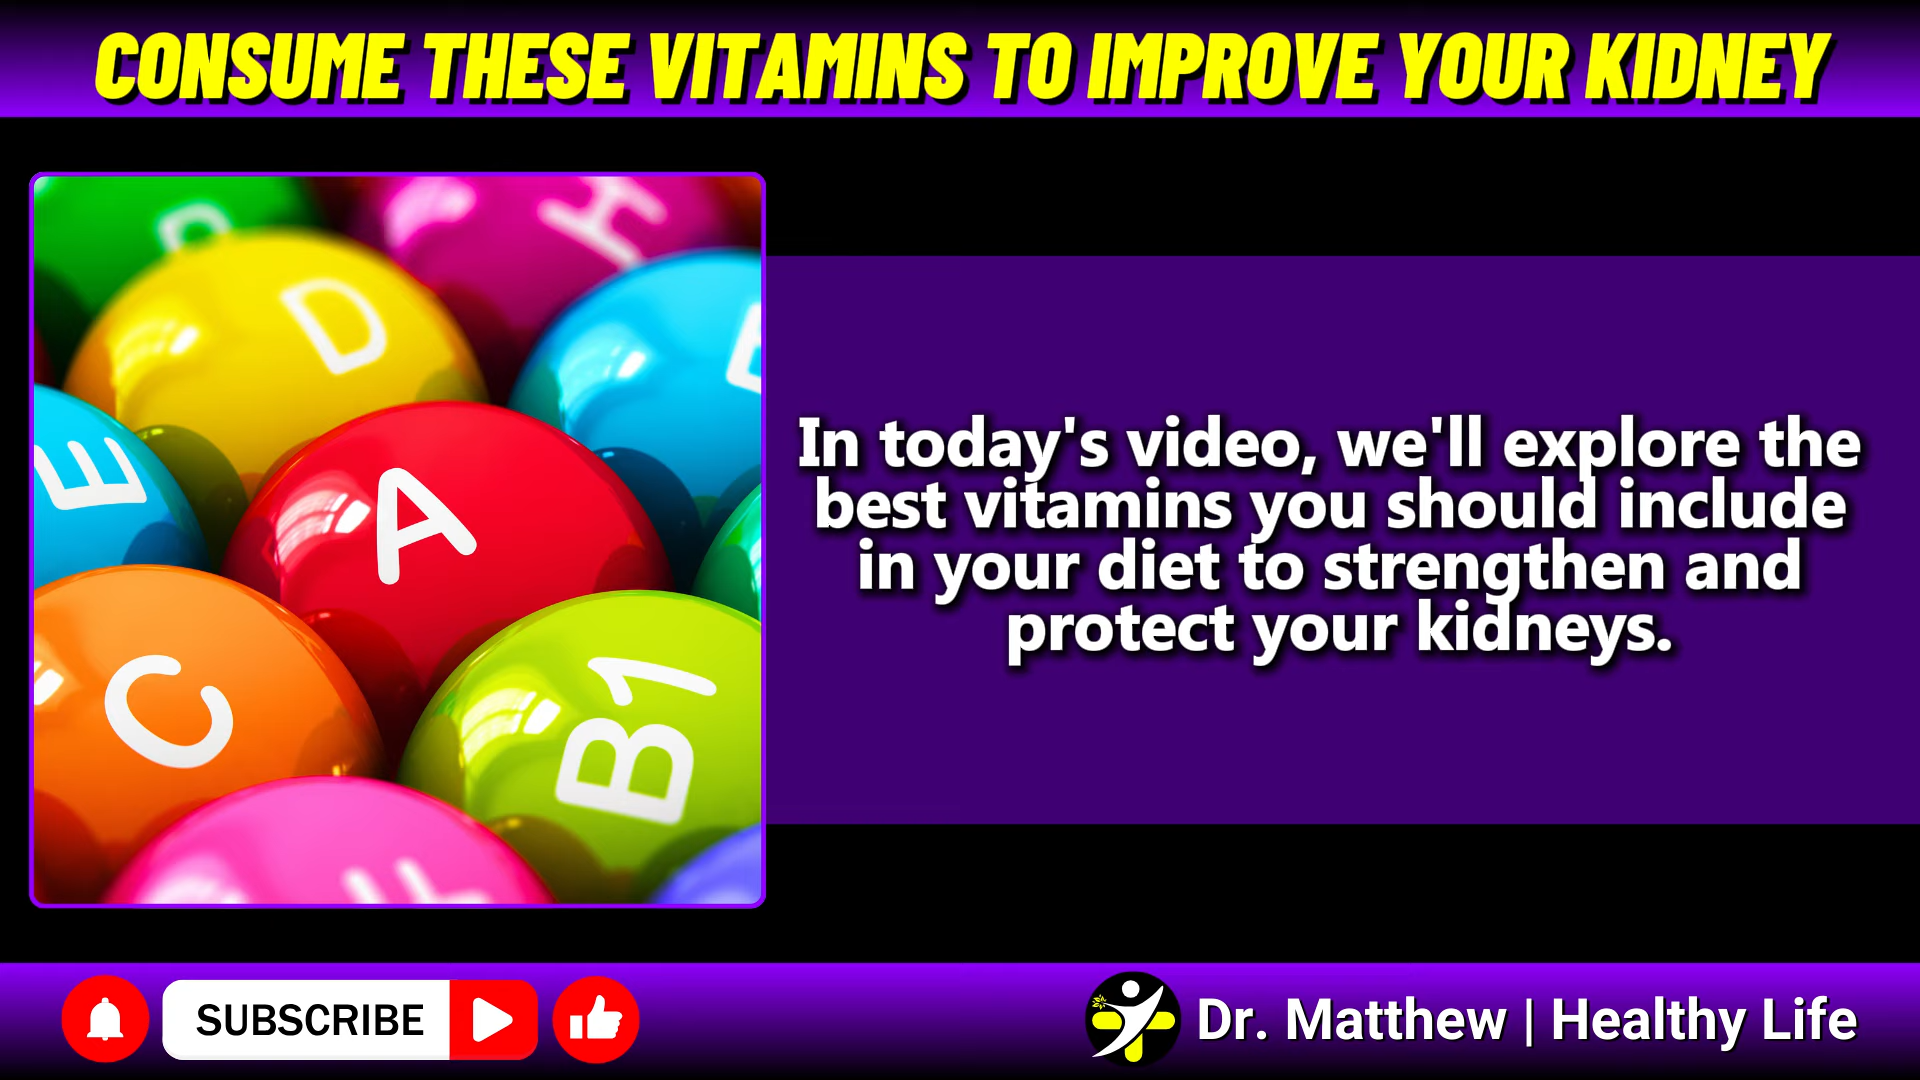 CONSUME THESE VITAMINS TO IMPROVE YOUR KIDNEY
H
D
E
A
C
B1
In today's video, we'll explore the
best vitamins you should include
in your diet to strengthen and
protect your kidneys.
SUBSCRIBE
Dr. Matthew | Healthy Life